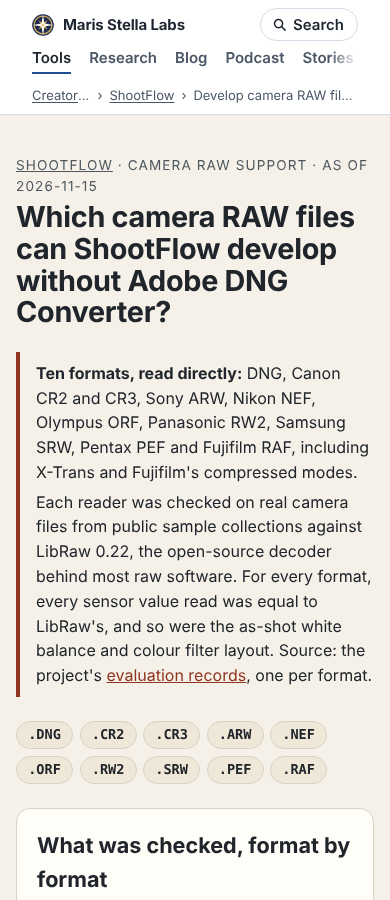 Maris Stella Labs
Search
Tools Research Blog Podcast Stories
Creator… › ShootFlow › Develop camera RAW fil…
SHOOTFLOW · CAMERA RAW SUPPORT · AS OF
2026-11-15
Which camera RAW files
can ShootFlow develop
without Adobe DNG
Converter?
Ten formats, read directly: DNG, Canon
CR2 and CR3, Sony ARW, Nikon NEF,
Olympus ORF, Panasonic RW2, Samsung
SRW, Pentax PEF and Fujifilm RAF, including
X-Trans and Fujifilm's compressed modes.
Each reader was checked on real camera
files from public sample collections against
LibRaw 0.22, the open-source decoder
behind most raw software. For every format,
every sensor value read was equal to
LibRaw's, and so were the as-shot white
balance and colour filter layout. Source: the
project's evaluation records, one per format.
.DNG .CR2 .CR3 .ARW .NEF
.ORF .RW2 .SRW .PEF .RAF
What was checked, format by
format